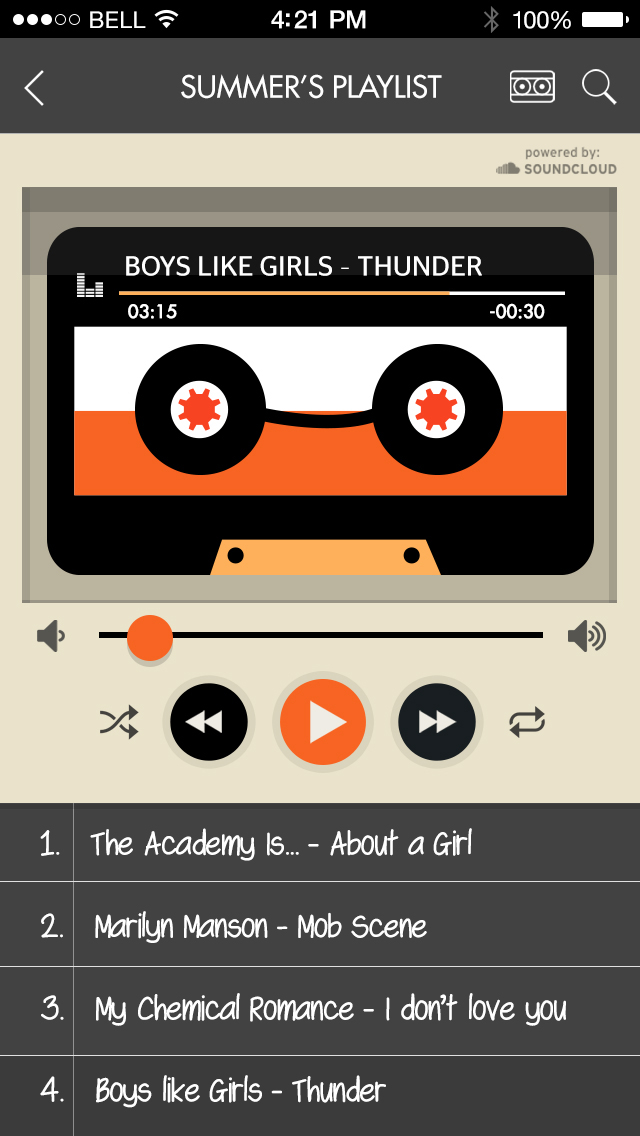 BELL 4:21 PM 100%
SUMMER'S PLAYLIST
powered by:
SOUNDCLOUD
BOYS LIKE GIRLS - THUNDER
03:15 -00:30
1. The Academy Is... - About a Girl
2. Marilyn Manson - Mob Scene
3. My Chemical Romance - I don't love you
4. Boys like Girls - Thunder